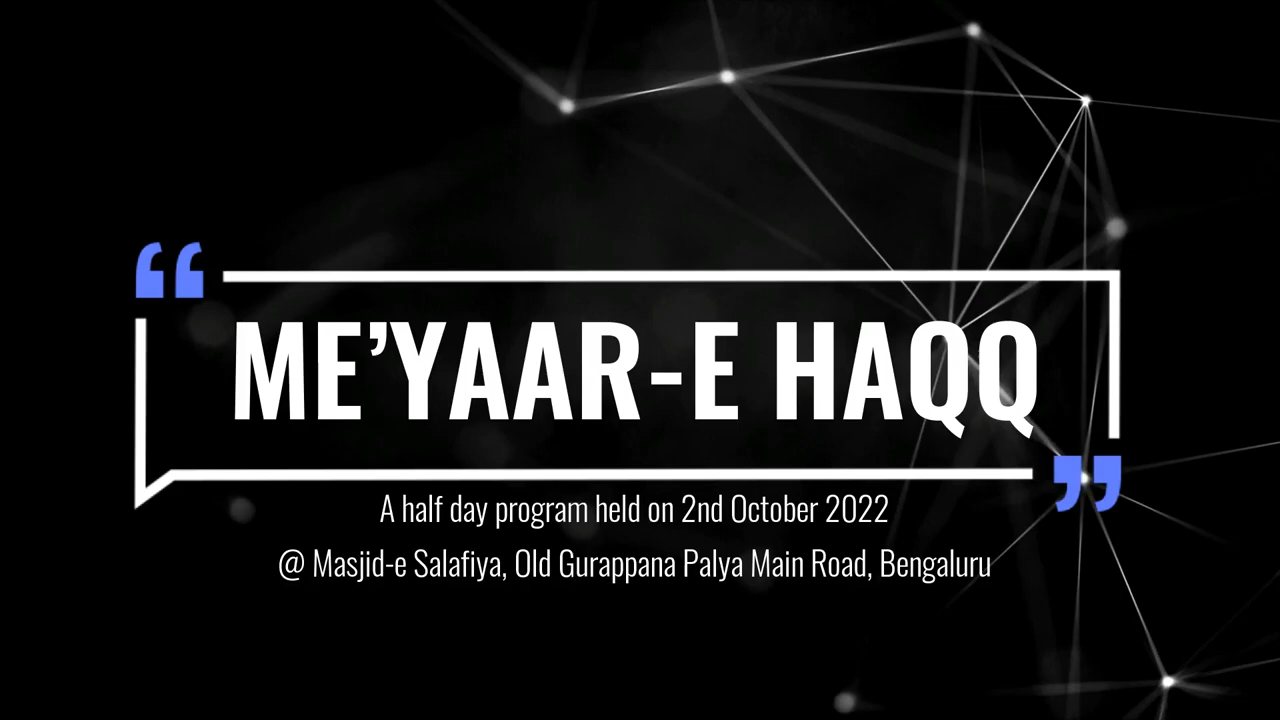 ME’YAAR-E HAQQ
A half day program held on 2nd October 2022
@ Masjid-e Salafiya, Old Gurappana Palya Main Road, Bengaluru